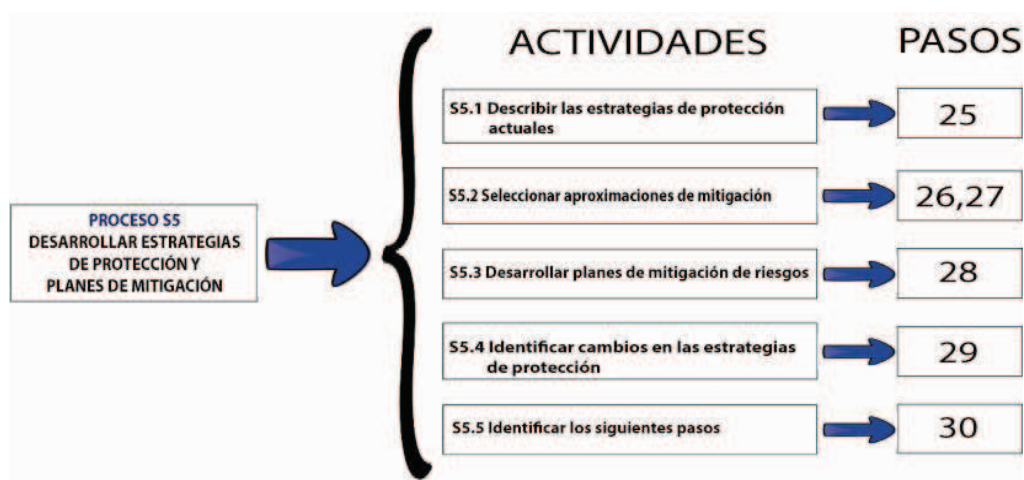 ACTIVIDADES
PASOS
PROCESO S5
DESARROLLAR ESTRATEGIAS
DE PROTECCIÓN Y
PLANES DE MITIGACIÓN
S5.1 Describir las estrategias de protección
actuales
25
S5.2 Seleccionar aproximaciones de mitigación
26,27
S5.3 Desarrollar planes de mitigación de riesgos
28
S5.4 Identificar cambios en las estrategias
de protección
29
S5.5 Identificar los siguientes pasos
30